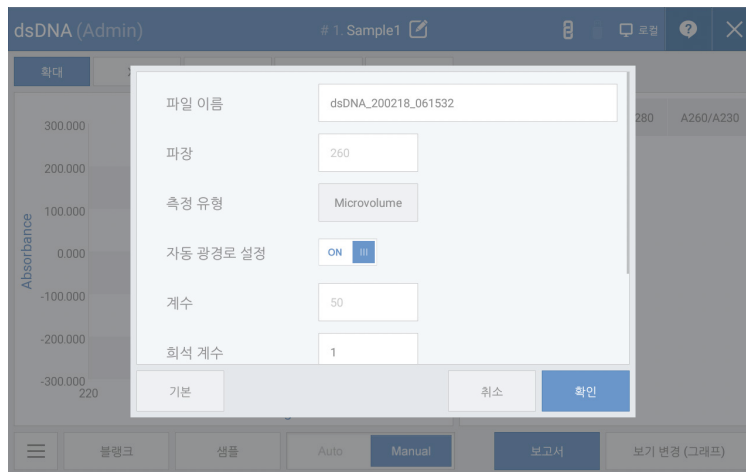 dsDNA (Admin)
# 1. Sample1
로컬
확대
파일 이름
dsDNA_200218_061532
280
A260/A230
300.000
파장
260
200.000
측정 유형
Microvolume
100.000
Absorbance
0.000
자동 광경로 설정
ON
-100.000
계수
50
-200.000
희석 계수
1
-300.000
220
기본
취소
확인
블랭크
샘플
Auto
Manual
보고서
보기 변경 (그래프)